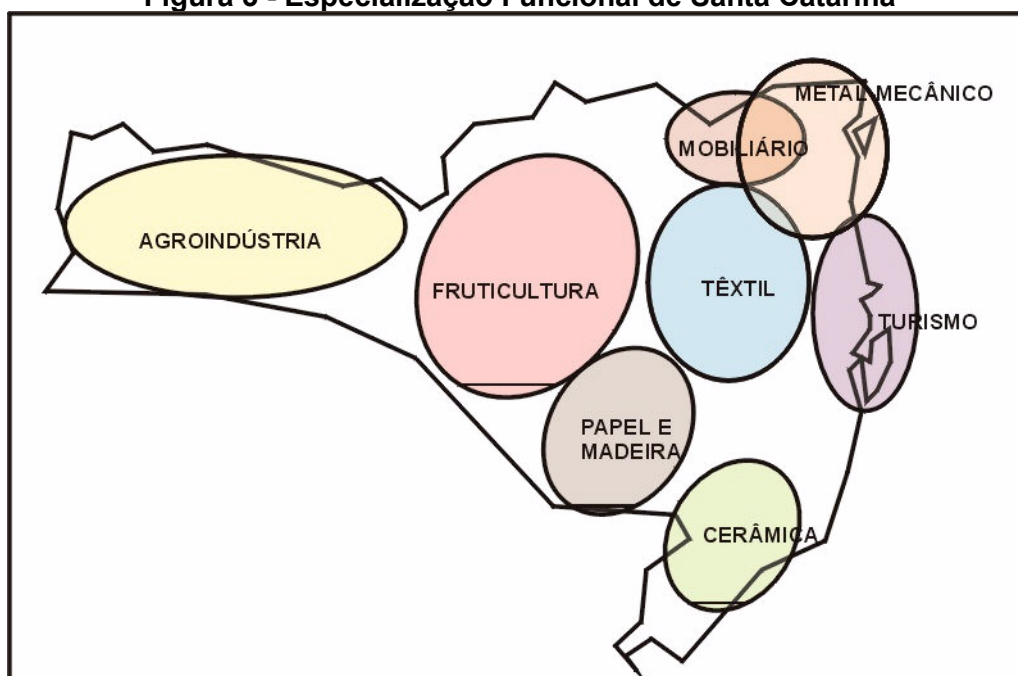 Figura 6 - Especialização Funcional de Santa Catarina
METAL MECÂNICO
MOBILIÁRIO
AGROINDÚSTRIA
FRUTICULTURA
TÊXTIL
TURISMO
PAPEL E
MADEIRA
CERÂMICA